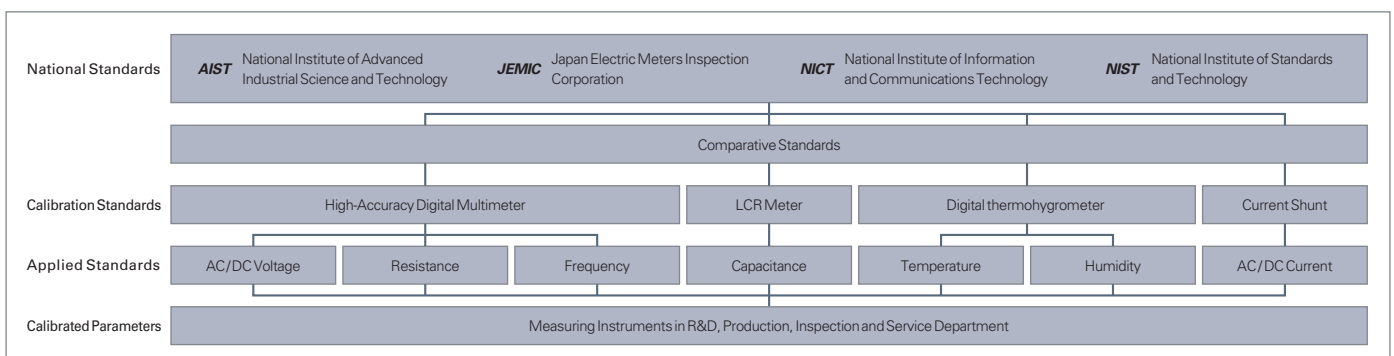 National Standards
AIST National Institute of Advanced
Industrial Science and Technology
JEMIC Japan Electric Meters Inspection
Corporation
NICT National Institute of Information
and Communications Technology
NIST National Institute of Standards
and Technology
Comparative Standards
Calibration Standards
High-Accuracy Digital Multimeter
LCR Meter
Digital thermohygrometer
Current Shunt
Applied Standards
AC/DC Voltage
Resistance
Frequency
Capacitance
Temperature
Humidity
AC/DC Current
Calibrated Parameters
Measuring Instruments in R&D, Production, Inspection and Service Department